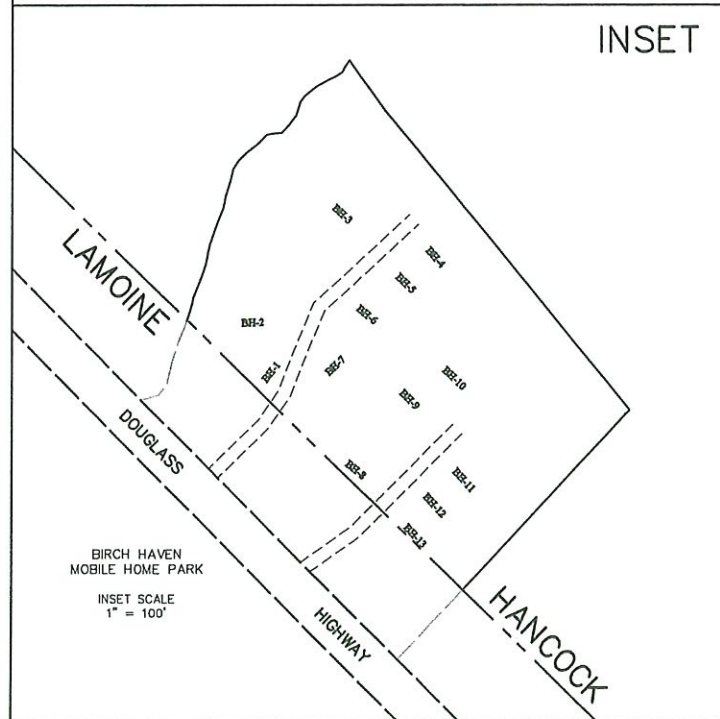 INSET
BH-3
LAMOINE
BH-4
BH-5
BH-2
BH-6
BH-1
BH-7
BH-10
BH-9
DOUGLASS
BH-8
BH-11
BH-12
BH-13
BIRCH HAVEN
MOBILE HOME PARK
INSET SCALE
1" = 100'
HIGHWAY
HANCOCK